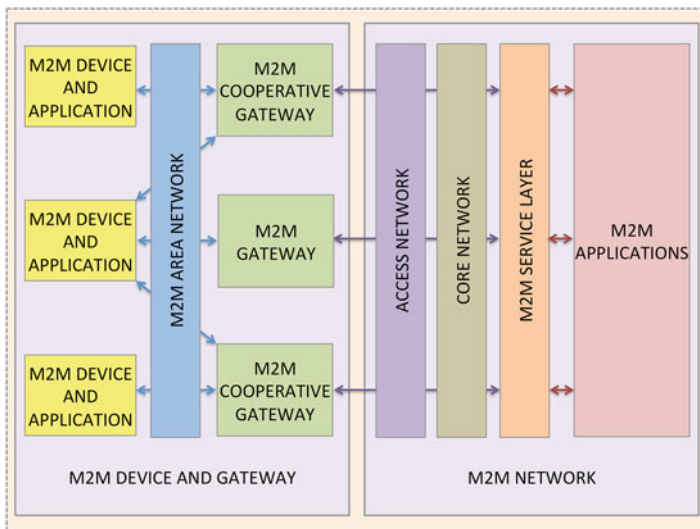 M2M DEVICE
AND
APPLICATION
M2M DEVICE
AND
APPLICATION
M2M DEVICE
AND
APPLICATION
M2M AREA NETWORK
M2M
COOPERATIVE
GATEWAY
M2M
GATEWAY
M2M
COOPERATIVE
GATEWAY
M2M DEVICE AND GATEWAY
ACCESS NETWORK
CORE NETWORK
M2M SERVICE LAYER
M2M
APPLICATIONS
M2M NETWORK